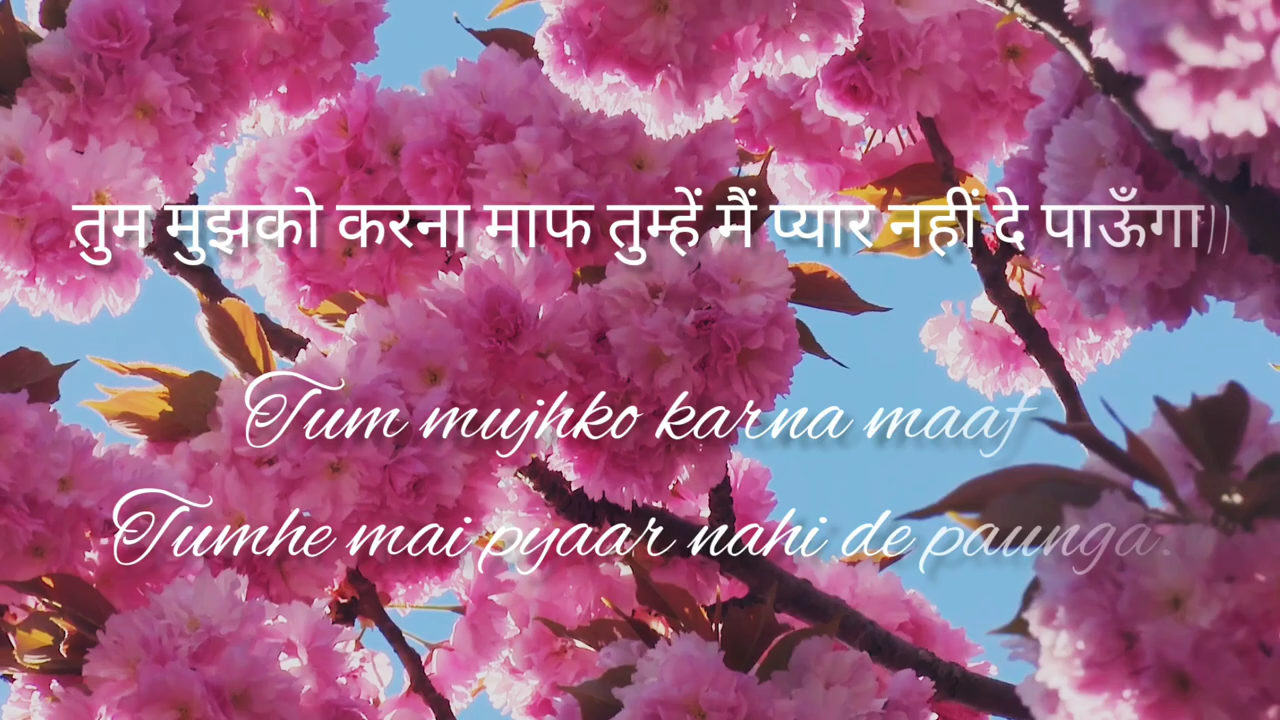 तुम मुझको करना माफ तुम्हें मैं प्यार नहीं दे पाऊँगा))
Tum mujhko karna maaf
Tumhe mai pyaar nahi de paunga.